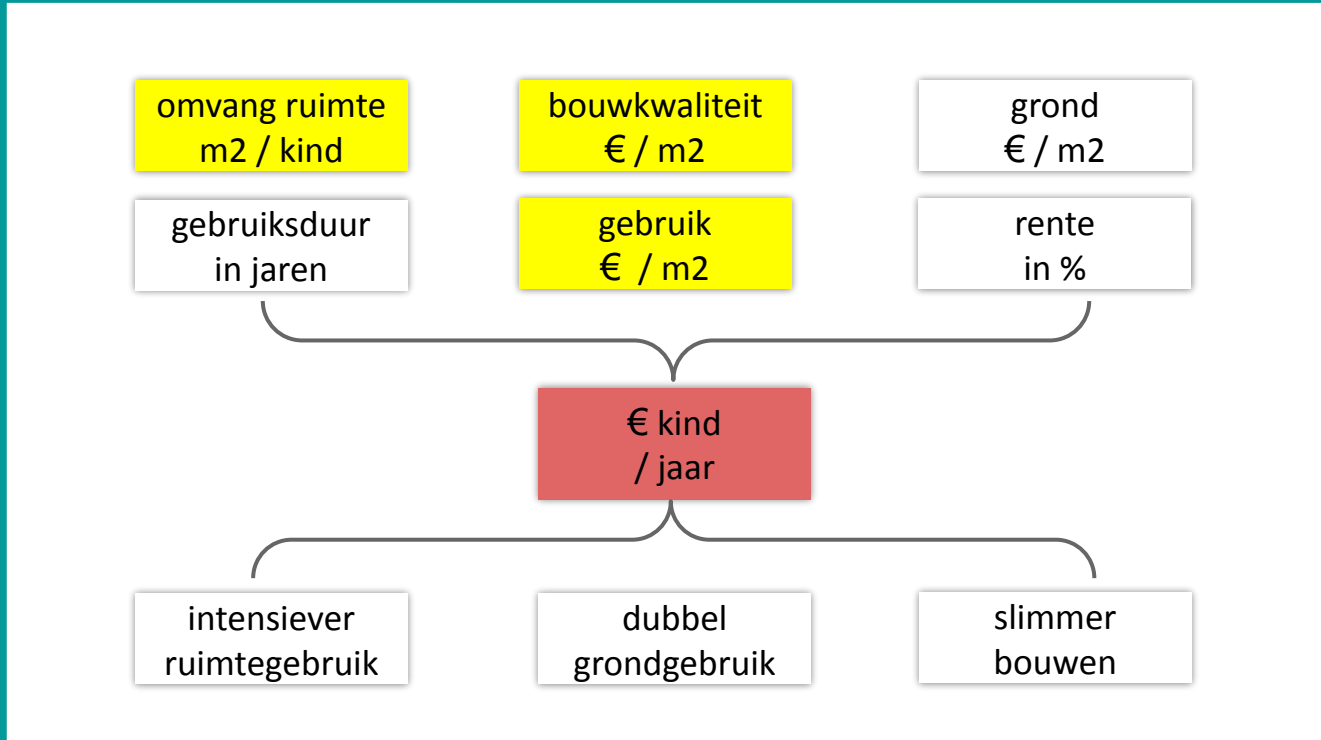 omvang ruimte
m2 / kind
bouwkwaliteit
€ / m2
grond
€ / m2
gebruiksduur
in jaren
gebruik
€ / m2
rente
in %
€ kind
/ jaar
intensiever
ruimtegebruik
dubbel
grondgebruik
slimmer
bouwen